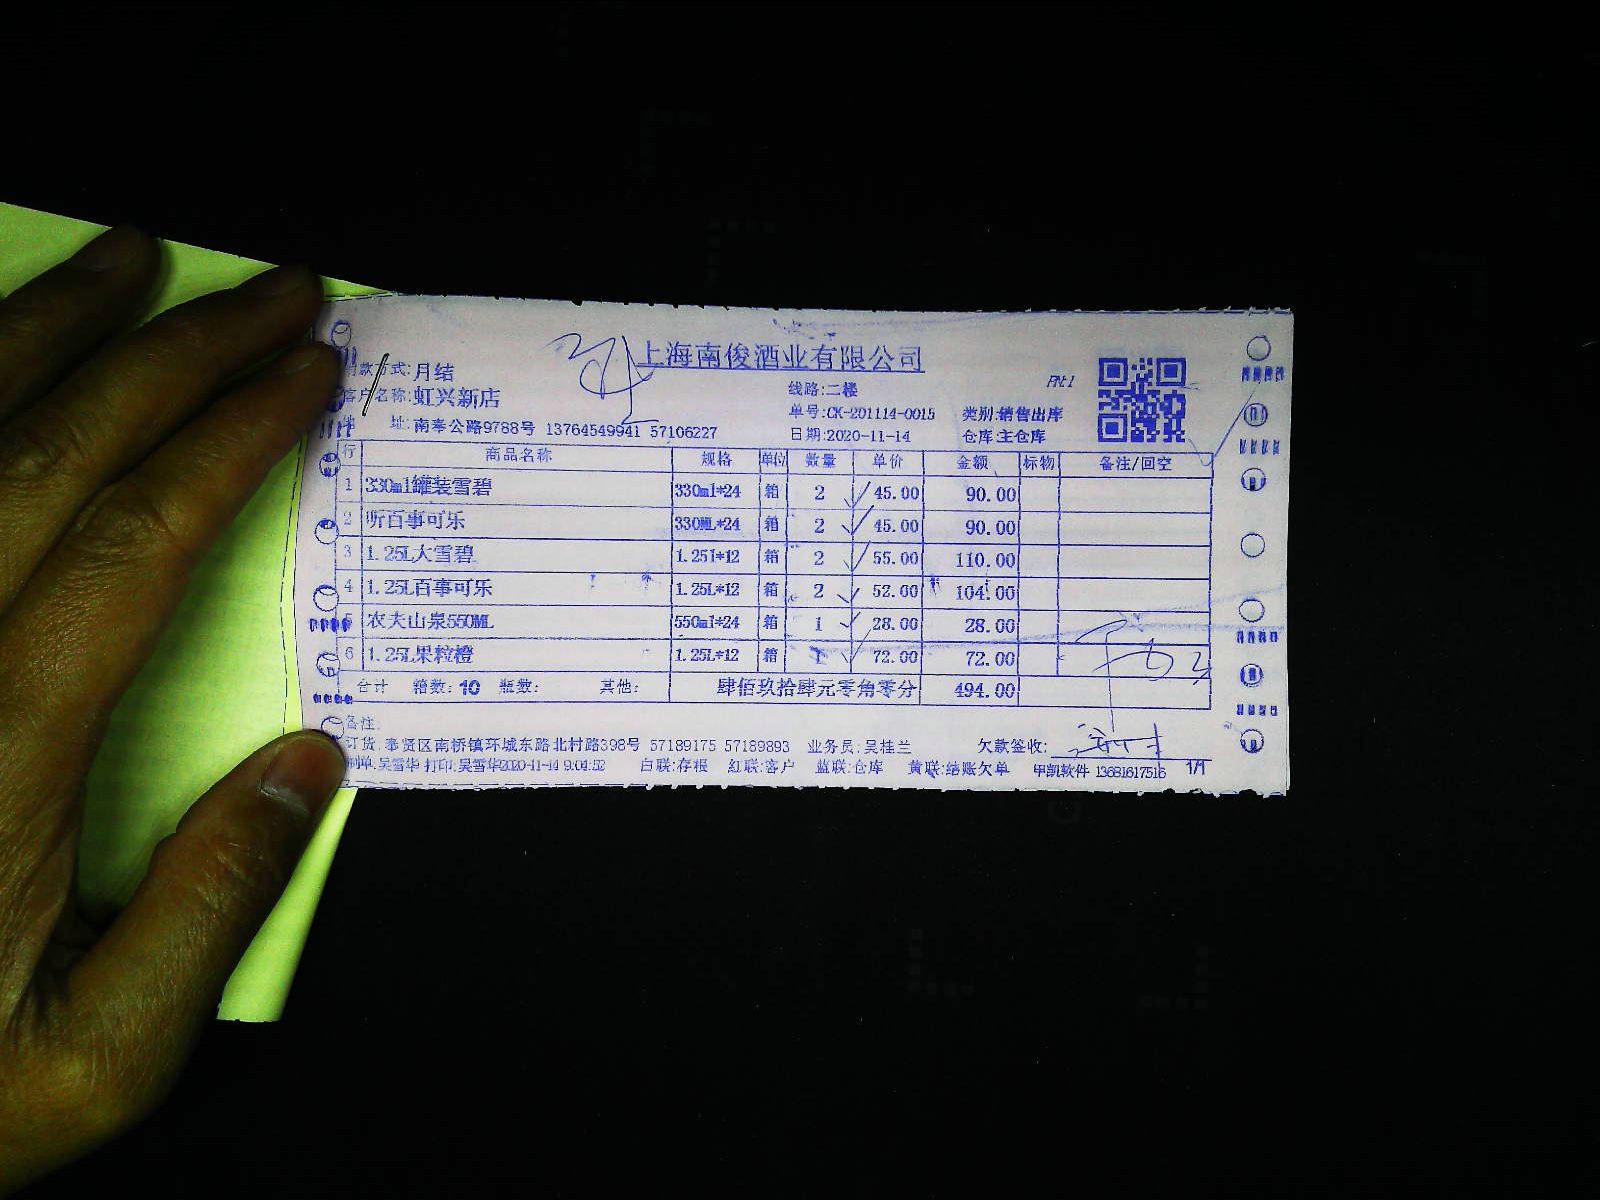 上海南俊酒业有限公司
付款方式:月结 线路:二楼
客户名称:虹兴新店 单号:CK-201114-0015 类别:销售出库
地 址:南奉公路9788号 13764549941 57106227 日期:2020-11-14 仓库:主仓库
行 商品名称 规格 单位 数量 单价 金额 标物 备注/回空
1 330ml罐装雪碧 330ml*24 箱 2 45.00 90.00
2 听百事可乐 330ML*24 箱 2 45.00 90.00
3 1.25L大雪碧 1.25l*12 箱 2 55.00 110.00
4 1.25L百事可乐 1.25L*12 箱 2 52.00 104.00
5 农夫山泉550ML 550ml*24 箱 1 28.00 28.00
6 1.25L果粒橙 1.25L*12 箱 1 72.00 72.00
合计 箱数:10 瓶数: 其他: 肆佰玖拾肆元零角零分 494.00
备注:
订货:奉贤区南桥镇环城东路北村路398号 57189175 57189893 业务员:吴桂兰 欠款签收:
制单:吴雪华 打印:吴雪华2020-11-14 9:04:52 白联:存根 红联:客户 蓝联:仓库 黄联:结账欠单 甲凯软件 13681617516 1/1